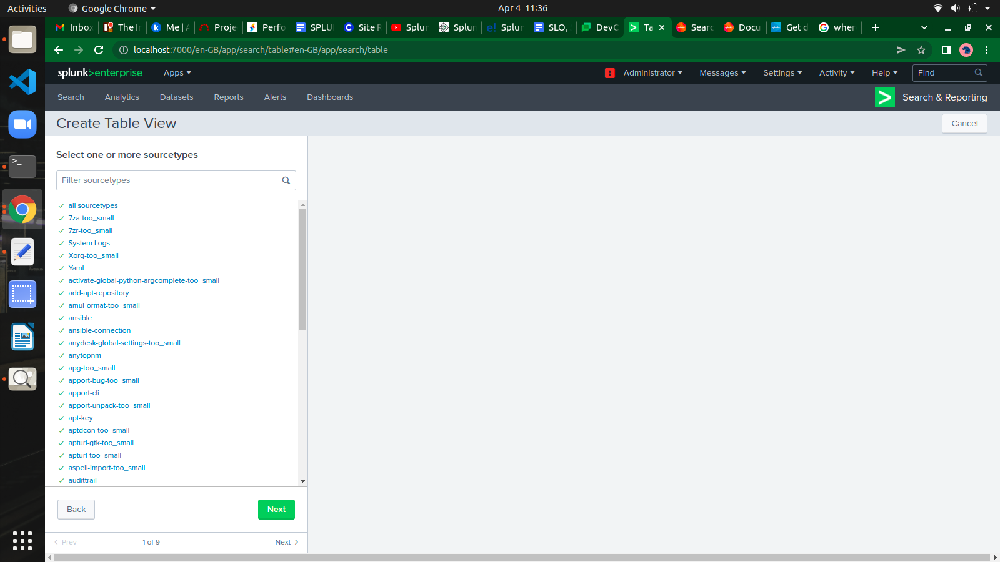 Activities
Google Chrome
Apr 4 11:36
Inbox
The In
Me | A
Proje
Perfo
SPLU
Site R
Splun
Splun
Splun
SLO,
DevO
Ta
Searc
Docu
Get d
wher
localhost:7000/en-GB/app/search/table#en-GB/app/search/table
splunk>enterprise
Apps
Administrator
Messages
Settings
Activity
Help
Find
Search
Analytics
Datasets
Reports
Alerts
Dashboards
Search & Reporting
Create Table View
Cancel
Select one or more sourcetypes
Filter sourcetypes
all sourcetypes
7za-too_small
7zr-too_small
System Logs
Xorg-too_small
Yaml
activate-global-python-argcomplete-too_small
add-apt-repository
amuFormat-too_small
ansible
ansible-connection
anydesk-global-settings-too_small
anytopnm
apg-too_small
apport-bug-too_small
apport-cli
apport-unpack-too_small
apt-key
aptdcon-too_small
apturl-gtk-too_small
apturl-too_small
aspell-import-too_small
audittrail
Back
Next
Prev
1 of 9
Next